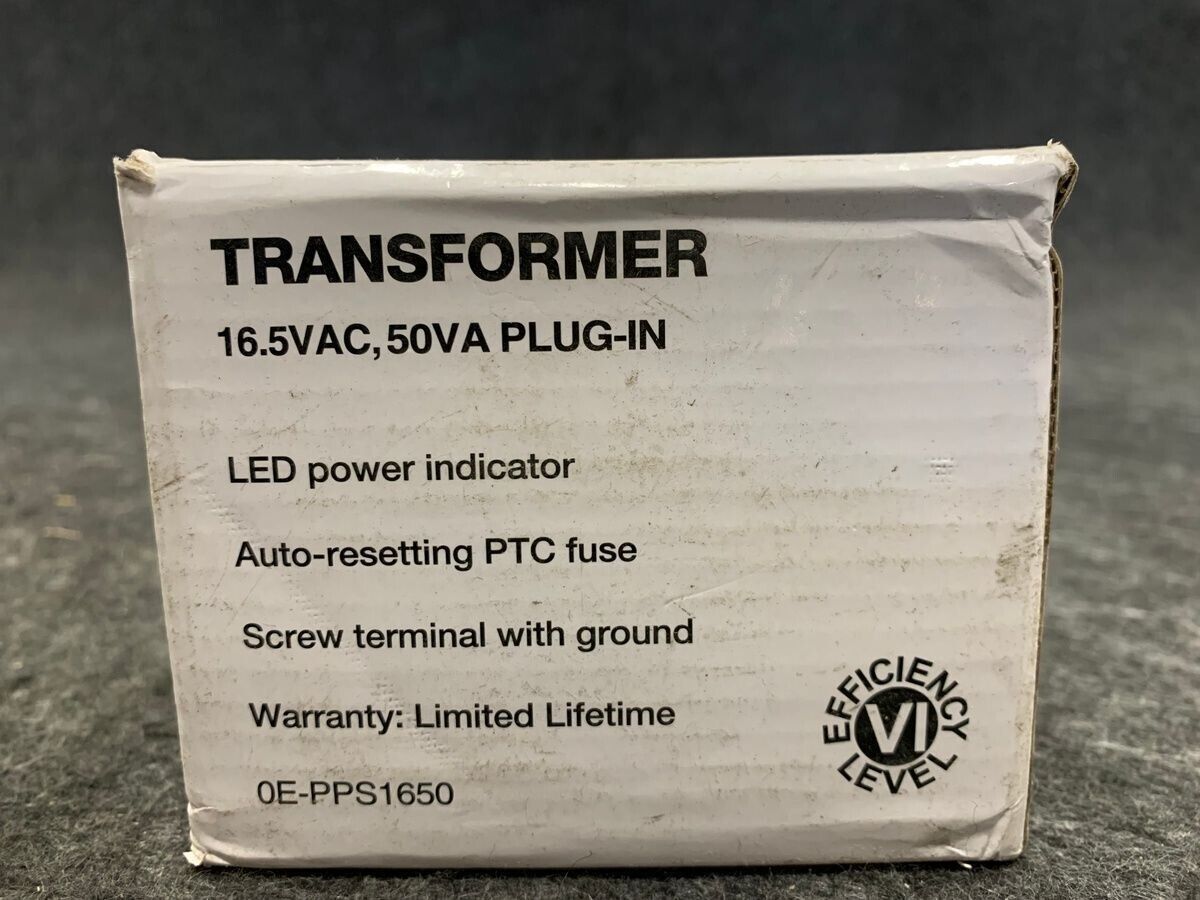 TRANSFORMER
16.5VAC, 50VA PLUG-IN
LED power indicator
Auto-resetting PTC fuse
Screw terminal with ground
Warranty: Limited Lifetime
0E-PPS1650
EFFICIENCY
VI
LEVEL